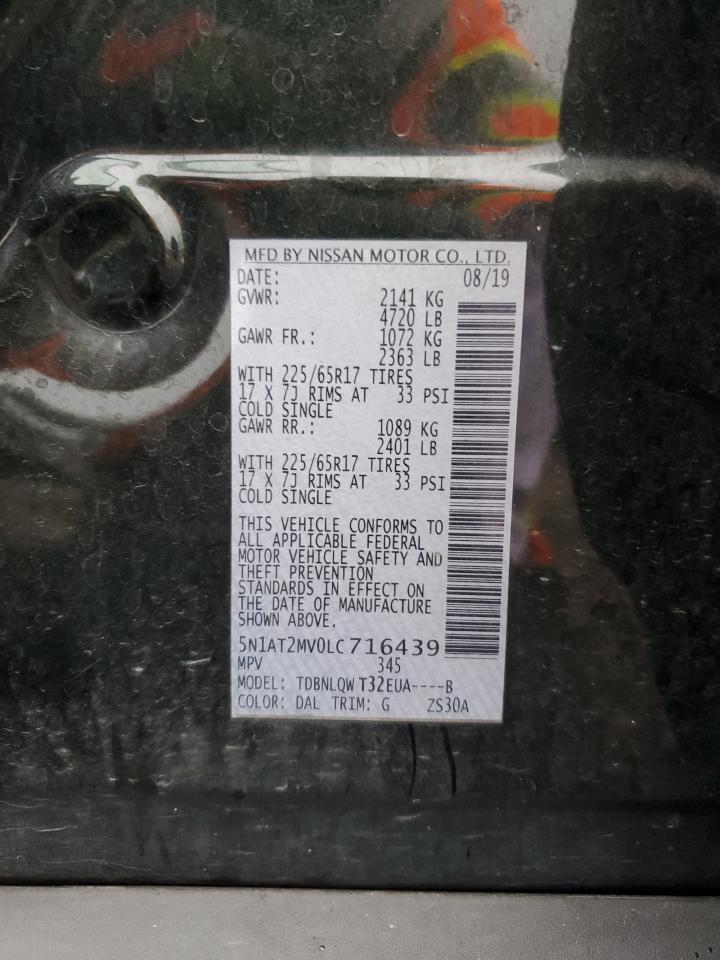 MFD BY NISSAN MOTOR CO., LTD.
DATE: 08/19
GVWR: 2141 KG
4720 LB
GAWR FR.: 1072 KG
2363 LB
WITH 225/65R17 TIRES
17 X 7J RIMS AT 33 PSI
COLD SINGLE
GAWR RR.: 1089 KG
2401 LB
WITH 225/65R17 TIRES
17 X 7J RIMS AT 33 PSI
COLD SINGLE
THIS VEHICLE CONFORMS TO
ALL APPLICABLE FEDERAL
MOTOR VEHICLE SAFETY AND
THEFT PREVENTION
STANDARDS IN EFFECT ON
THE DATE OF MANUFACTURE
SHOWN ABOVE.
5N1AT2MV0LC716439
MPV 345
MODEL: TDBNLQW T32EUA----B
COLOR: DAL TRIM: G ZS30A